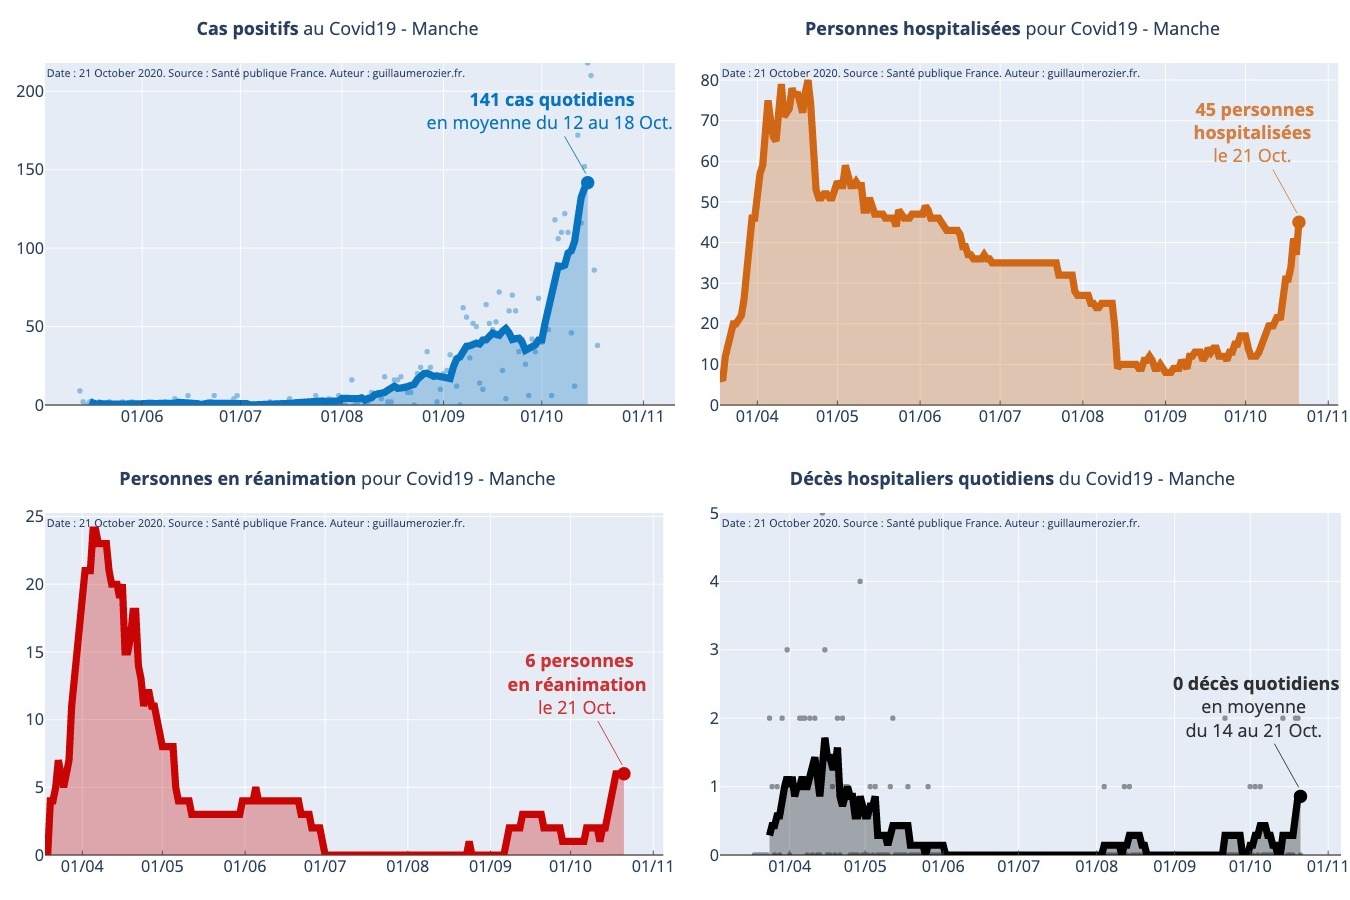 Cas positifs au Covid19 - Manche
Date : 21 October 2020. Source : Santé publique France. Auteur : guillaumerozier.fr.
141 cas quotidiens
en moyenne du 12 au 18 Oct.
200
150
100
50
0
01/06 01/07 01/08 01/09 01/10 01/11
Personnes hospitalisées pour Covid19 - Manche
Date : 21 October 2020. Source : Santé publique France. Auteur : guillaumerozier.fr.
45 personnes
hospitalisées
le 21 Oct.
80
70
60
50
40
30
20
10
0
01/04 01/05 01/06 01/07 01/08 01/09 01/10 01/11
Personnes en réanimation pour Covid19 - Manche
Date : 21 October 2020. Source : Santé publique France. Auteur : guillaumerozier.fr.
6 personnes
en réanimation
le 21 Oct.
25
20
15
10
5
0
01/04 01/05 01/06 01/07 01/08 01/09 01/10 01/11
Décès hospitaliers quotidiens du Covid19 - Manche
Date : 21 October 2020. Source : Santé publique France. Auteur : guillaumerozier.fr.
0 décès quotidiens
en moyenne
du 14 au 21 Oct.
5
4
3
2
1
0
01/04 01/05 01/06 01/07 01/08 01/09 01/10 01/11